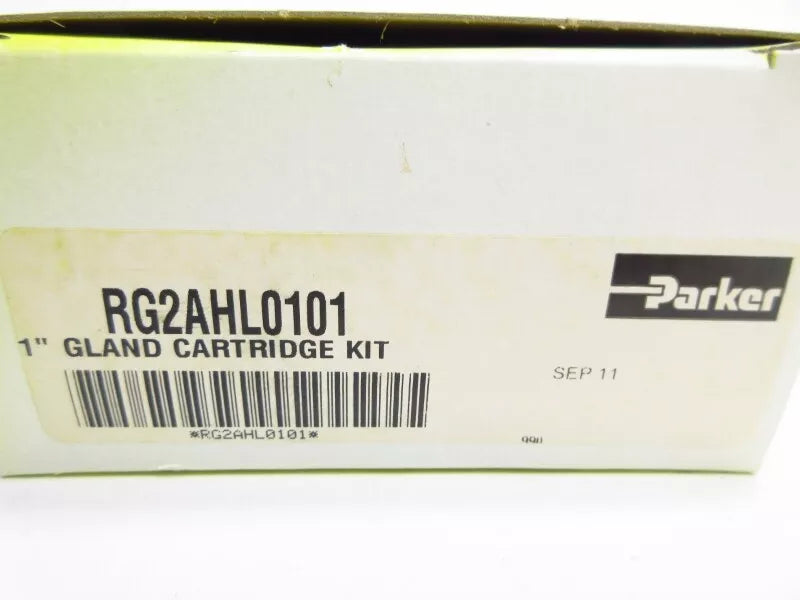 Parker
RG2AHL0101
1" GLAND CARTRIDGE KIT
SEP 11
*RG2AHL0101*